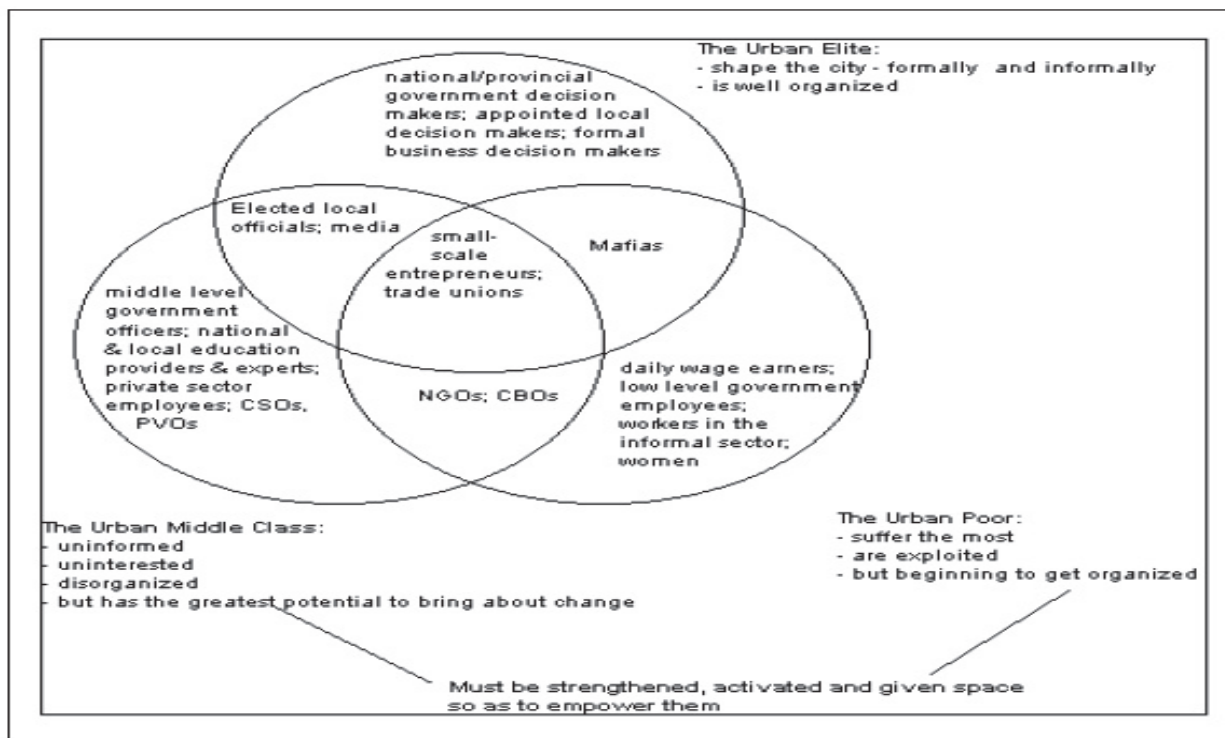 The Urban Elite:
- shape the city - formally and informally
- is well organized
national/provincial
government decision
makers; appointed local
decision makers; formal
business decision makers
Elected local
officials; media
small-
scale
entrepreneurs;
trade unions
Mafias
middle level
government
officers; national
& local education
providers & experts;
private sector
employees; CSOs,
PVOs
NGOs; CBOs
daily wage earners;
low level government
employees;
workers in the
informal sector;
women
The Urban Middle Class:
- uninformed
- uninterested
- disorganized
- but has the greatest potential to bring about change
The Urban Poor:
- suffer the most
- are exploited
- but beginning to get organized
Must be strengthened, activated and given space
so as to empower them